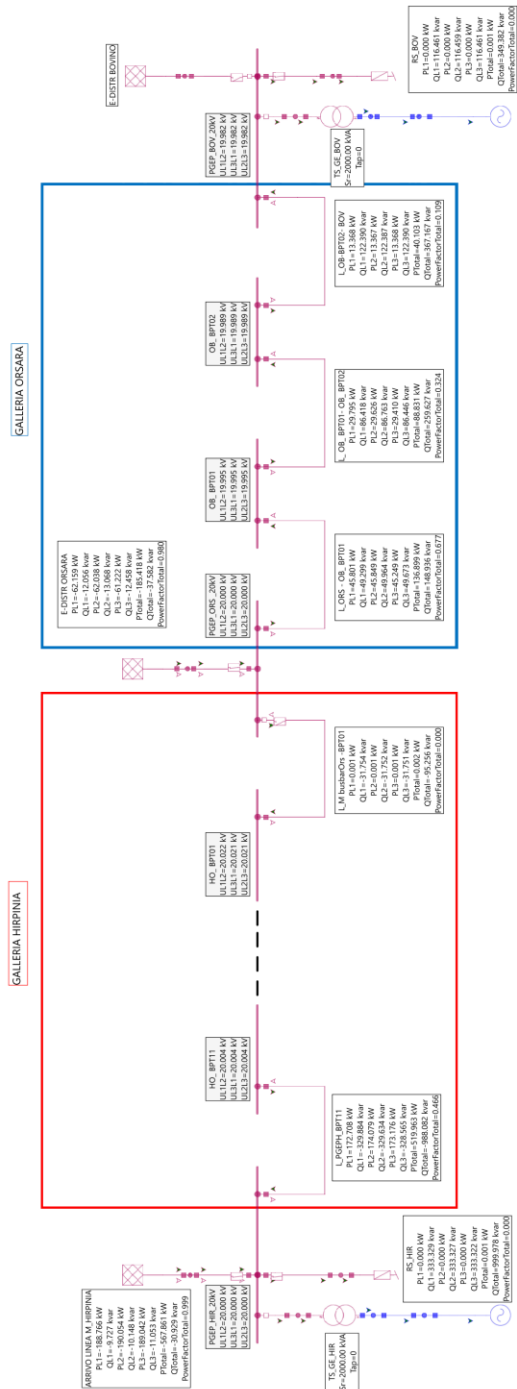 GALLERIA HIRPINIA
GALLERIA ORSARA
ARRIVO LINEA M_HIRPINIA
PL1=-188.766 kW
QL1=-9.727 kvar
PL2=-190.054 kW
QL2=-10.148 kvar
PL3=-189.042 kW
QL3=-11.053 kvar
PTotal=-567.861 kW
QTotal=-30.929 kvar
PowerFactorTotal=0.999
PGEP_HIR_20kV
UL1L2=20.000 kV
UL3L1=20.000 kV
UL2L3=20.000 kV
TS_GE_HIR
Sr=2000.00 kVA
Tap=0
RS_HIR
PL1=0.000 kW
QL1=333.329 kvar
PL2=0.000 kW
QL2=333.327 kvar
PL3=0.000 kW
QL3=333.322 kvar
PTotal=0.001 kW
QTotal=999.978 kvar
PowerFactorTotal=0.000
L_PGEPH_BPT11
PL1=172.708 kW
QL1=-329.884 kvar
PL2=174.079 kW
QL2=-329.634 kvar
PL3=173.176 kW
QL3=-328.565 kvar
PTotal=519.963 kW
QTotal=-988.082 kvar
PowerFactorTotal=0.466
HO_ BPT11
UL1L2=20.004 kV
UL3L1=20.004 kV
UL2L3=20.004 kV
HO_ BPT01
UL1L2=20.022 kV
UL3L1=20.021 kV
UL2L3=20.021 kV
L_M busbarOrs -BPT01
PL1=0.001 kW
QL1=-31.754 kvar
PL2=0.001 kW
QL2=-31.752 kvar
PL3=0.001 kW
QL3=-31.751 kvar
PTotal=0.002 kW
QTotal=-95.256 kvar
PowerFactorTotal=0.000
E-DISTR ORSARA
PL1=-62.159 kW
QL1=-12.056 kvar
PL2=-62.038 kW
QL2=-13.068 kvar
PL3=-61.222 kW
QL3=-12.458 kvar
PTotal=-185.418 kW
QTotal=-37.582 kvar
PowerFactorTotal=0.980
PGEP_ORS_20kV
UL1L2=20.000 kV
UL3L1=20.000 kV
UL2L3=20.000 kV
L_ORS - OB_ BPT01
PL1=45.801 kW
QL1=49.299 kvar
PL2=45.849 kW
QL2=49.964 kvar
PL3=45.249 kW
QL3=49.673 kvar
PTotal=136.899 kW
QTotal=148.936 kvar
PowerFactorTotal=0.677
OB_ BPT01
UL1L2=19.995 kV
UL3L1=19.995 kV
UL2L3=19.995 kV
L_ OB_ BPT01- OB_ BPT02
PL1=29.795 kW
QL1=86.418 kvar
PL2=29.626 kW
QL2=86.763 kvar
PL3=29.410 kW
QL3=86.446 kvar
PTotal=88.831 kW
QTotal=259.627 kvar
PowerFactorTotal=0.324
OB_ BPT02
UL1L2=19.989 kV
UL3L1=19.989 kV
UL2L3=19.989 kV
L_OB-BPT02- BOV
PL1=13.368 kW
QL1=122.390 kvar
PL2=13.367 kW
QL2=122.387 kvar
PL3=13.368 kW
QL3=122.390 kvar
PTotal=40.103 kW
QTotal=367.167 kvar
PowerFactorTotal=0.109
E-DISTR BOVINO
PGEP_BOV_20kV
UL1L2=19.982 kV
UL3L1=19.982 kV
UL2L3=19.982 kV
TS_GE_BOV
Sr=2000.00 kVA
Tap=0
RS_BOV
PL1=0.000 kW
QL1=116.461 kvar
PL2=0.000 kW
QL2=116.459 kvar
PL3=0.000 kW
QL3=116.461 kvar
PTotal=0.001 kW
QTotal=349.382 kvar
PowerFactorTotal=0.000